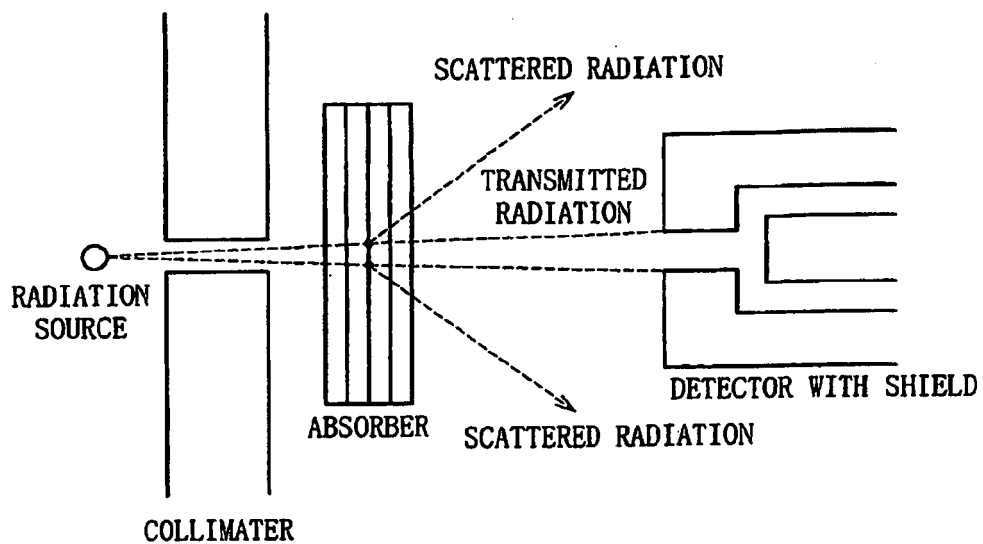 SCATTERED RADIATION
TRANSMITTED
RADIATION
RADIATION
SOURCE
DETECTOR WITH SHIELD
ABSORBER
SCATTERED RADIATION
COLLIMATER